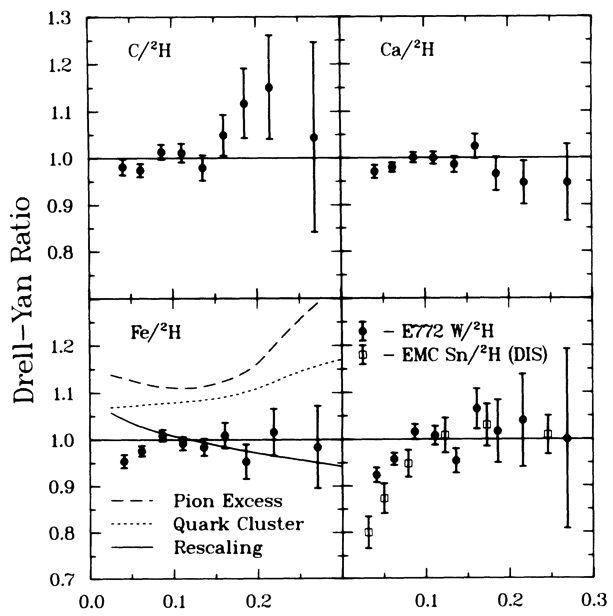 1.3
1.2
1.1
1.0
0.9
0.8
C/²H
Ca/²H
Drell-Yan Ratio
1.2
1.1
1.0
0.9
0.8
0.7
Fe/²H
– – Pion Excess
······ Quark Cluster
— Rescaling
- E772 W/²H
- EMC Sn/²H (DIS)
0.0
0.1
0.2
0.1
0.2
0.3